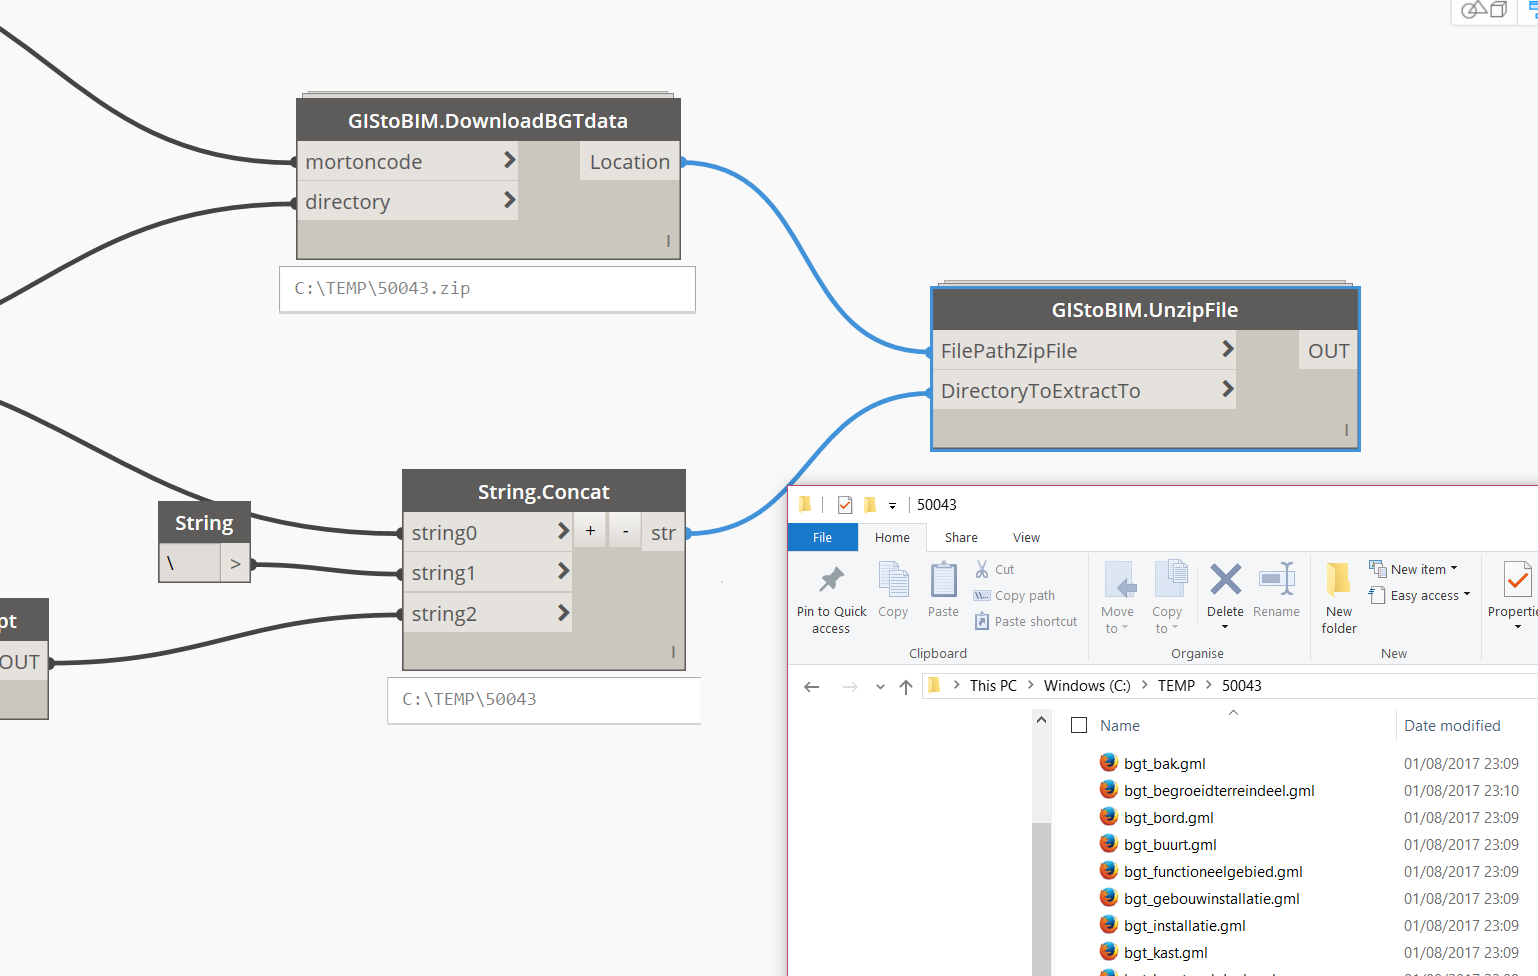 GIStoBIM.DownloadBGTdata
mortoncode > Location
directory >
I
C:\TEMP\50043.zip
GIStoBIM.UnzipFile
FilePathZipFile > OUT
DirectoryToExtractTo >
I
String
\ >
String.Concat
string0 > + - str
string1 >
string2 >
I
C:\TEMP\50043
pt
OUT
50043
File Home Share View
Pin to Quick access
Copy
Paste
Cut
Copy path
Paste shortcut
Clipboard
Move to
Copy to
Delete
Rename
Organise
New folder
New item
Easy access
New
Properti
This PC > Windows (C:) > TEMP > 50043
Name Date modified
bgt_bak.gml 01/08/2017 23:09
bgt_begroeidterreindeel.gml 01/08/2017 23:10
bgt_bord.gml 01/08/2017 23:09
bgt_buurt.gml 01/08/2017 23:09
bgt_functioneelgebied.gml 01/08/2017 23:09
bgt_gebouwinstallatie.gml 01/08/2017 23:09
bgt_installatie.gml 01/08/2017 23:09
bgt_kast.gml 01/08/2017 23:09